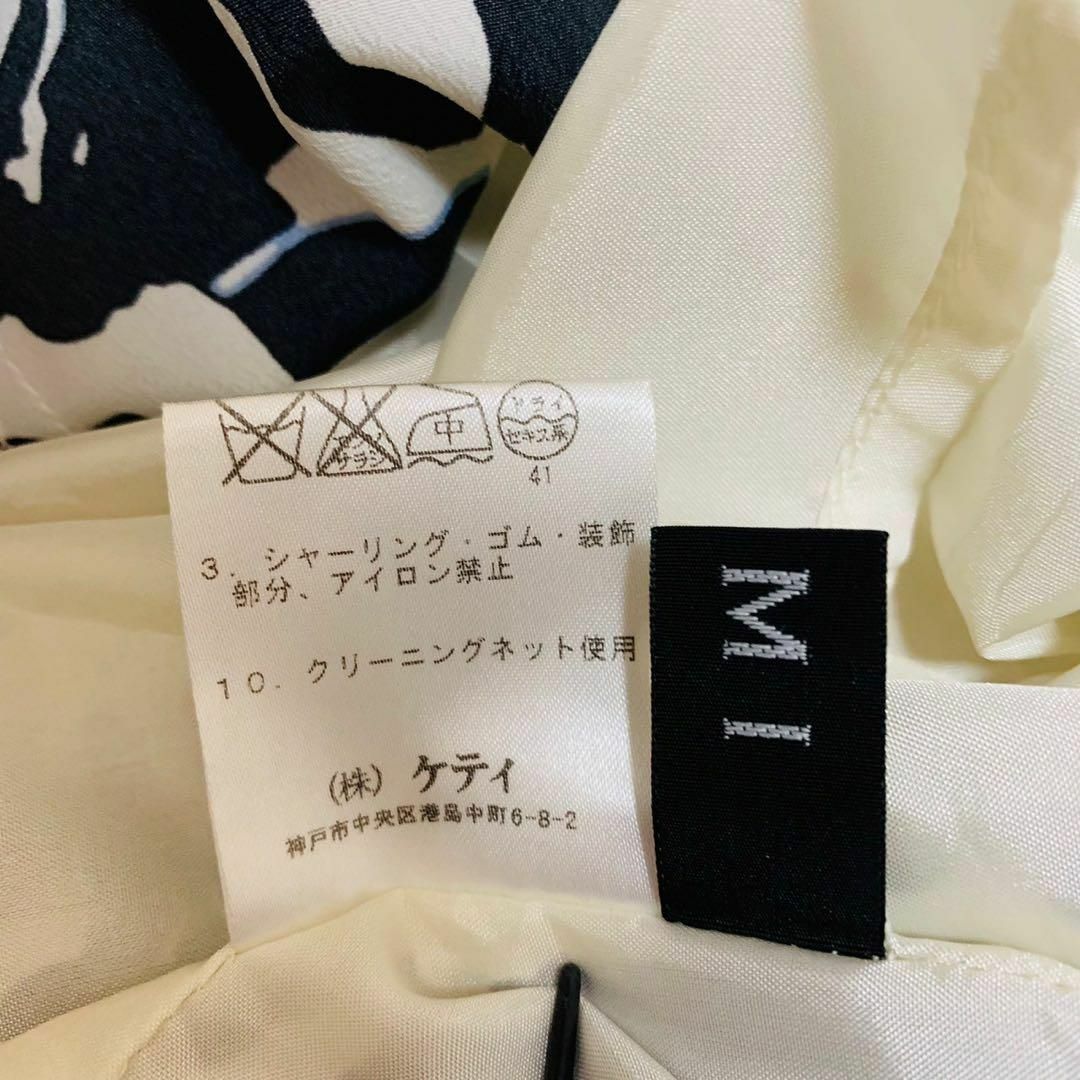 中
ドライ
セキユ系
41
3. シャーリング・ゴム・装飾
部分、アイロン禁止
10. クリーニングネット使用
(株) ケティ
神戸市中央区港島中町6-8-2
M I